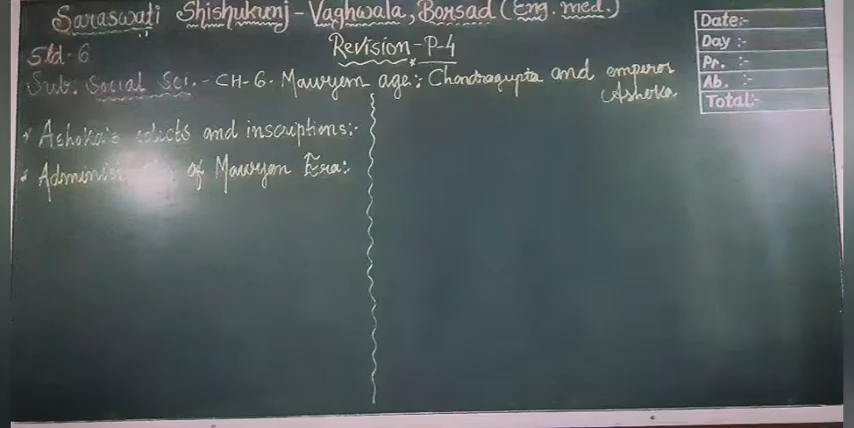 Saraswati Shishukunj - Vaghwala, Borsad (Eng. med.)
Revision - P-4
Std - 6
Sub. Social Sci. - CH - 6. Mauryan age: Chandragupta and emperor
Ashoka.
* Ashoka's edicts and inscriptions:-
* Administration of Mauryan Era:-
Date:-
Day :-
Pr. :-
Ab. :-
Total:-